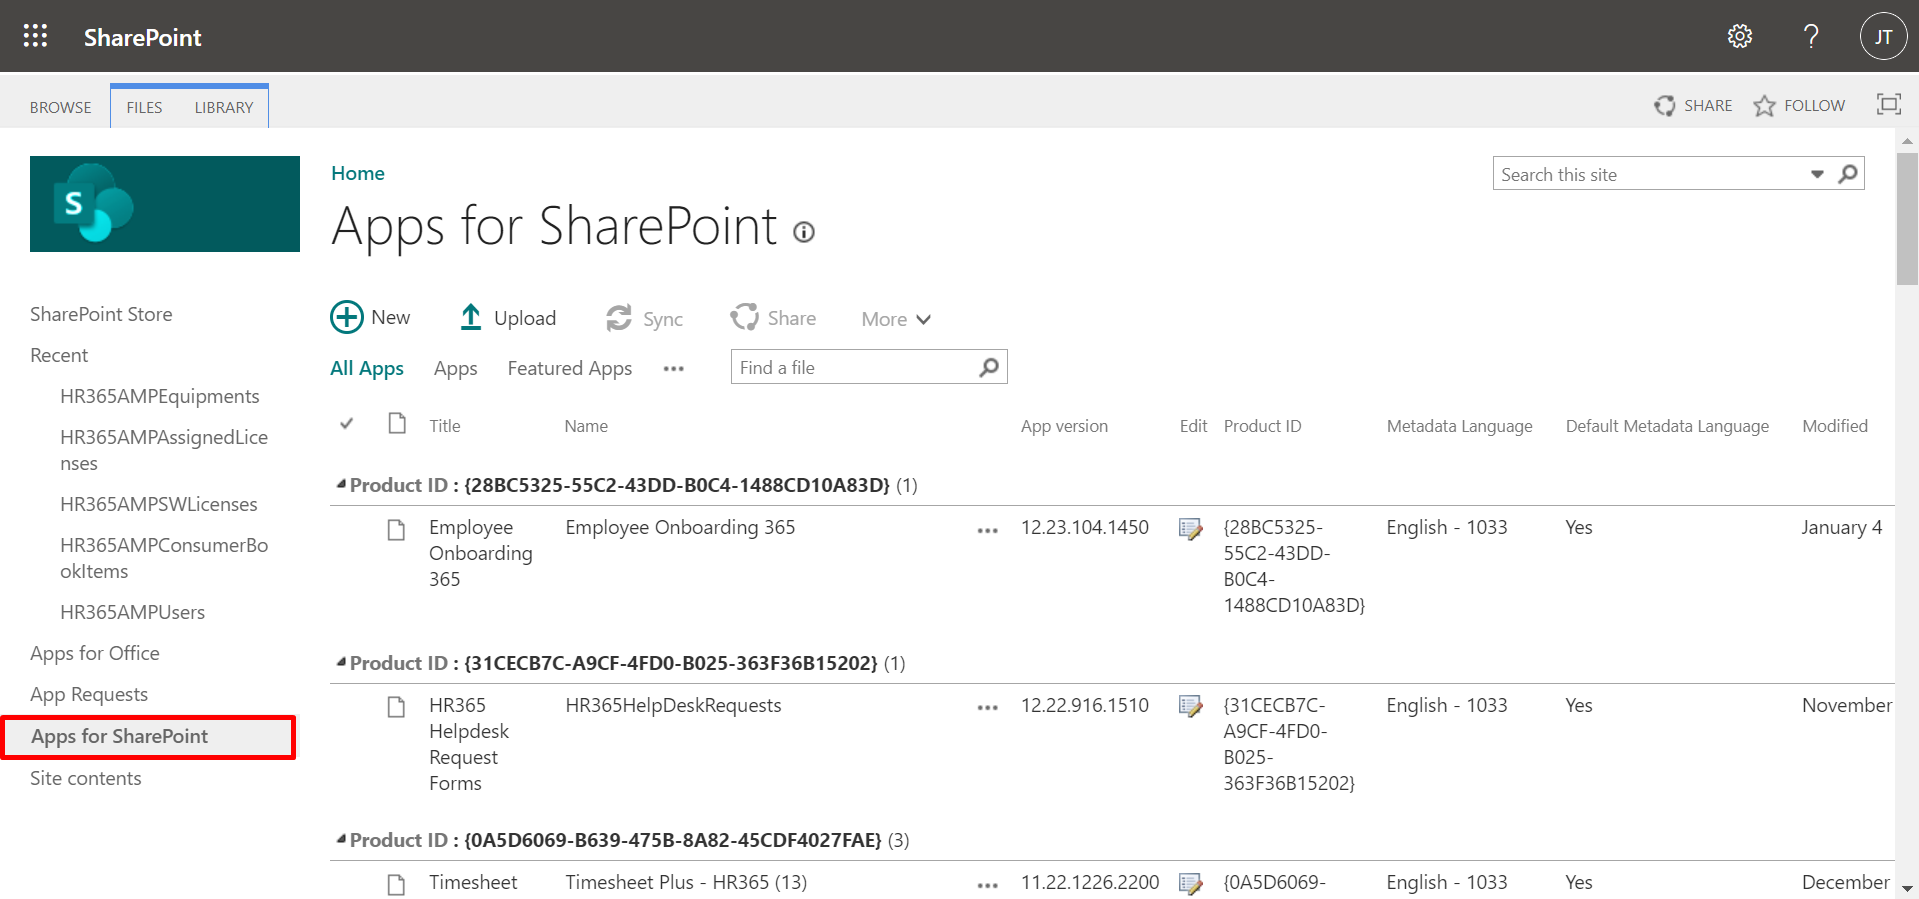 SharePoint
JT
BROWSE FILES LIBRARY
SHARE FOLLOW
S
Home
Search this site
Apps for SharePoint
SharePoint Store
Recent
HR365AMPEquipments
HR365AMPAssignedLice
nses
HR365AMPSWLicenses
HR365AMPConsumerBo
okItems
HR365AMPUsers
Apps for Office
App Requests
Apps for SharePoint
Site contents
New Upload Sync Share More
All Apps Apps Featured Apps ••• Find a file
Title Name App version Edit Product ID Metadata Language Default Metadata Language Modified
Product ID : {28BC5325-55C2-43DD-B0C4-1488CD10A83D} (1)
Employee Employee Onboarding 365 ••• 12.23.104.1450 {28BC5325- English - 1033 Yes January 4
Onboarding 55C2-43DD-
365 B0C4-
1488CD10A83D}
Product ID : {31CECB7C-A9CF-4FD0-B025-363F36B15202} (1)
HR365 HR365HelpDeskRequests ••• 12.22.916.1510 {31CECB7C- English - 1033 Yes November
Helpdesk A9CF-4FD0-
Request B025-
Forms 363F36B15202}
Product ID : {0A5D6069-B639-475B-8A82-45CDF4027FAE} (3)
Timesheet Timesheet Plus - HR365 (13) ••• 11.22.1226.2200 {0A5D6069- English - 1033 Yes December